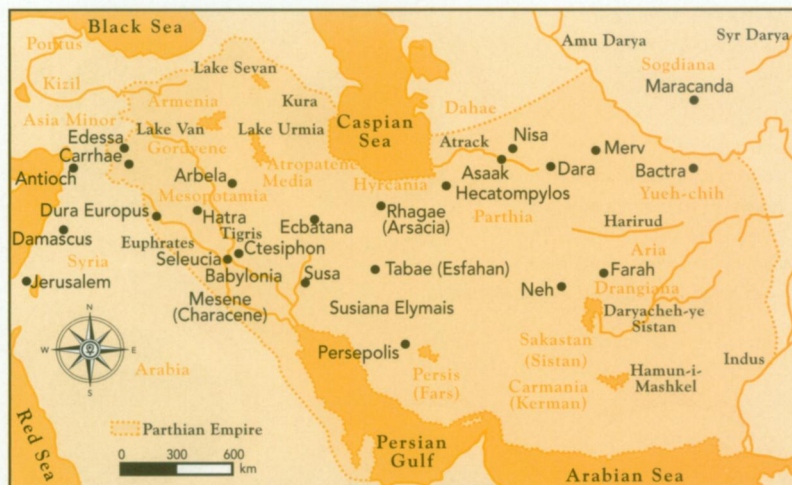 Black Sea
Pontus
Kizil
Lake Sevan
Armenia
Kura
Asia Minor
Lake Van
Lake Urmia
Edessa
Carrhae
Gordyene
Antioch
Arbela
Atropatene
Media
Mesopotamia
Caspian
Sea
Dahae
Atrack
Nisa
Asaak
Hecatompylos
Dara
Merv
Amu Darya
Syr Darya
Sogdiana
Maracanda
Bactra
Yueh-chih
Hyrcania
Parthia
Rhagae
(Arsacia)
Dura Europus
Hatra
Tigris
Ecbatana
Damascus
Euphrates
Ctesiphon
Seleucia
Syria
Babylonia
Susa
Tabae (Esfahan)
Harirud
Aria
Farah
Neh
Drangiana
Daryacheh-ye
Sistan
Jerusalem
Mesene
(Characene)
Susiana Elymais
Persepolis
Persis
(Fars)
Sakastan
(Sistan)
Carmania
(Kerman)
Hamun-i-
Mashkel
Indus
N
W
E
S
Arabia
Red Sea
Parthian Empire
0 300 600
km
Persian
Gulf
Arabian Sea